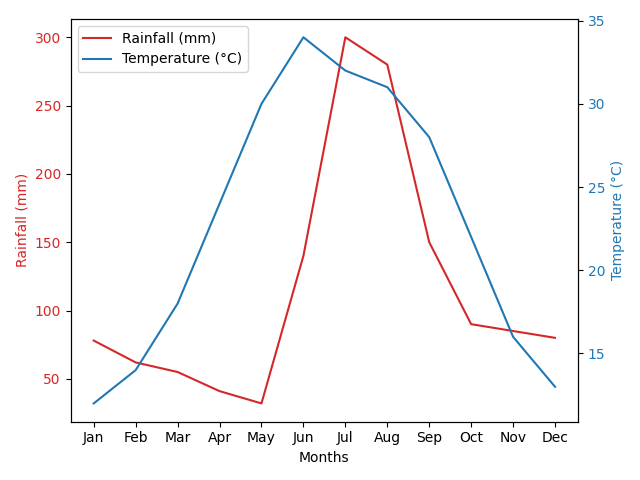 Rainfall (mm)
Temperature (°C)
300
250
200
150
100
50
Rainfall (mm)
35
30
25
20
15
Temperature (°C)
Jan Feb Mar Apr May Jun Jul Aug Sep Oct Nov Dec
Months